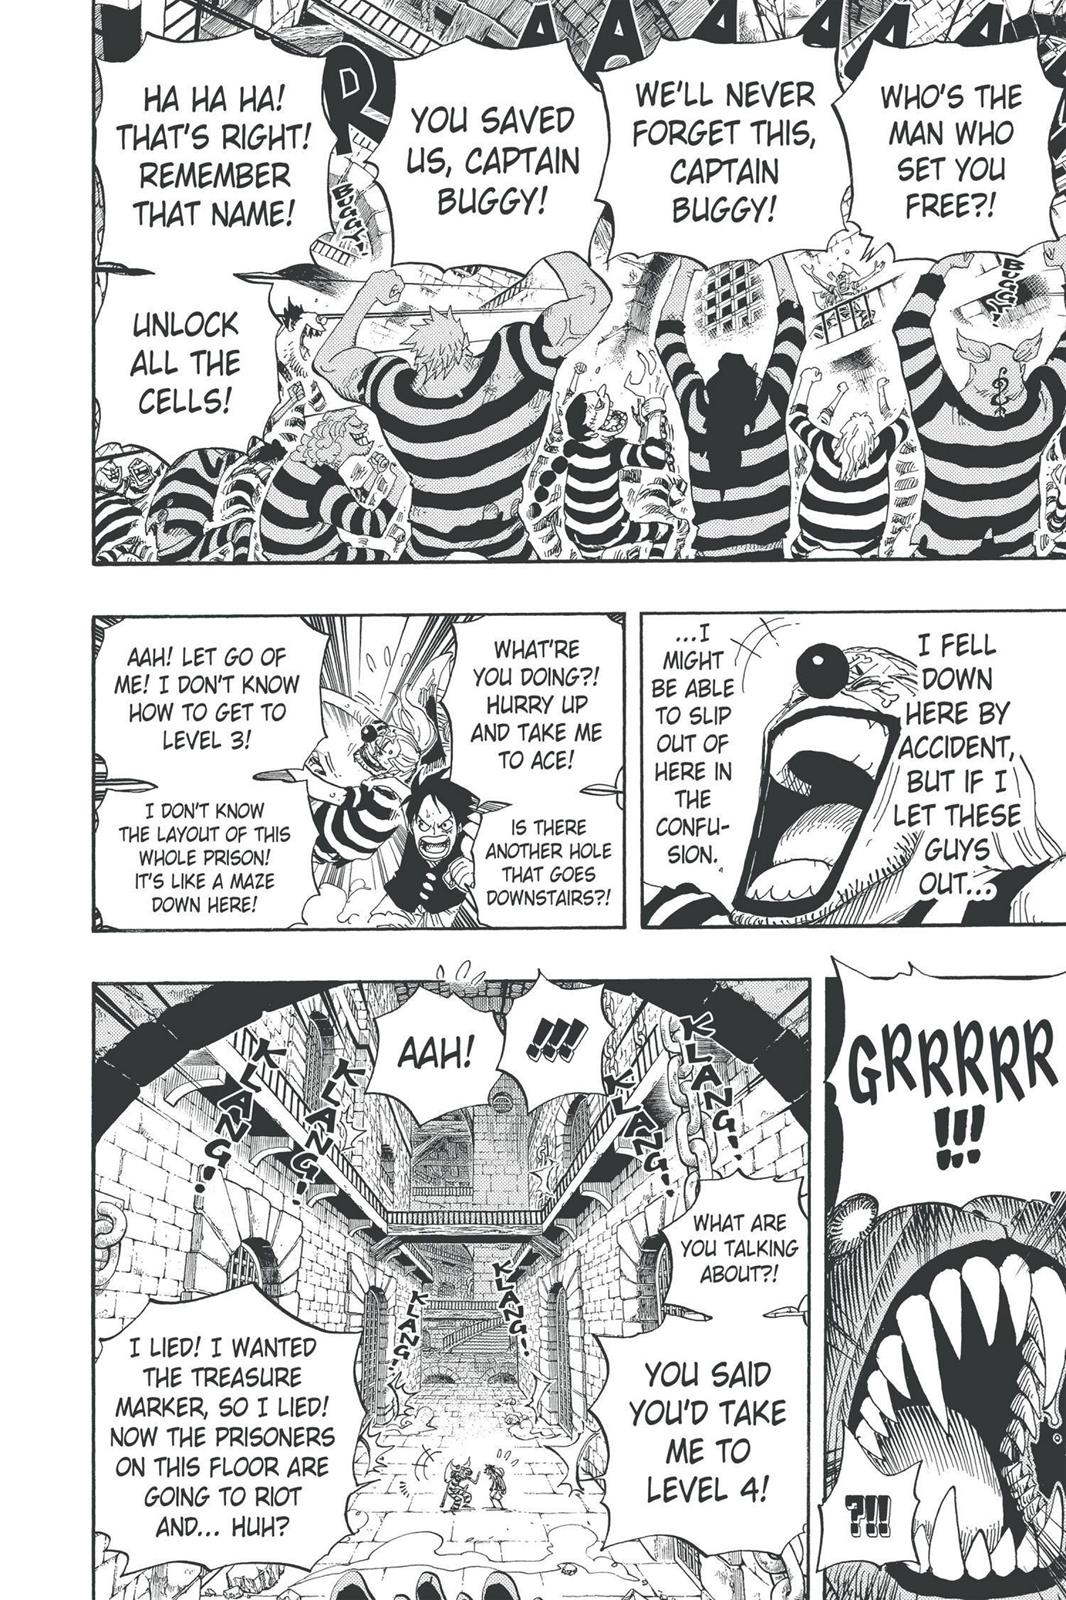 WHO'S THE
MAN WHO
SET YOU
FREE?!
WE'LL NEVER
FORGET THIS,
CAPTAIN
BUGGY!
YOU SAVED
US, CAPTAIN
BUGGY!
HA HA HA!
THAT'S RIGHT!
REMEMBER
THAT NAME!
UNLOCK
ALL THE
CELLS!
R
A
A
A
A
A
A
BUGGY!
BUGGY!
I FELL
DOWN
HERE BY
ACCIDENT,
BUT IF I
LET THESE
GUYS
OUT...
...I
MIGHT
BE ABLE
TO SLIP
OUT OF
HERE IN
THE
CONFU-
SION.
WHAT'RE
YOU DOING?!
HURRY UP
AND TAKE ME
TO ACE!
IS THERE
ANOTHER HOLE
THAT GOES
DOWNSTAIRS?!
AAH! LET GO OF
ME! I DON'T KNOW
HOW TO GET TO
LEVEL 3!
I DON'T KNOW
THE LAYOUT OF THIS
WHOLE PRISON!
IT'S LIKE A MAZE
DOWN HERE!
GRRRRR
!!!
?!!
!!!
AAH!
KLANG!
KLANG!
KLANG!
KLANG!
KLANG!
KLANG!
WHAT ARE
YOU TALKING
ABOUT?!
YOU SAID
YOU'D TAKE
ME TO
LEVEL 4!
I LIED! I WANTED
THE TREASURE
MARKER, SO I LIED!
NOW THE PRISONERS
ON THIS FLOOR ARE
GOING TO RIOT
AND... HUH?